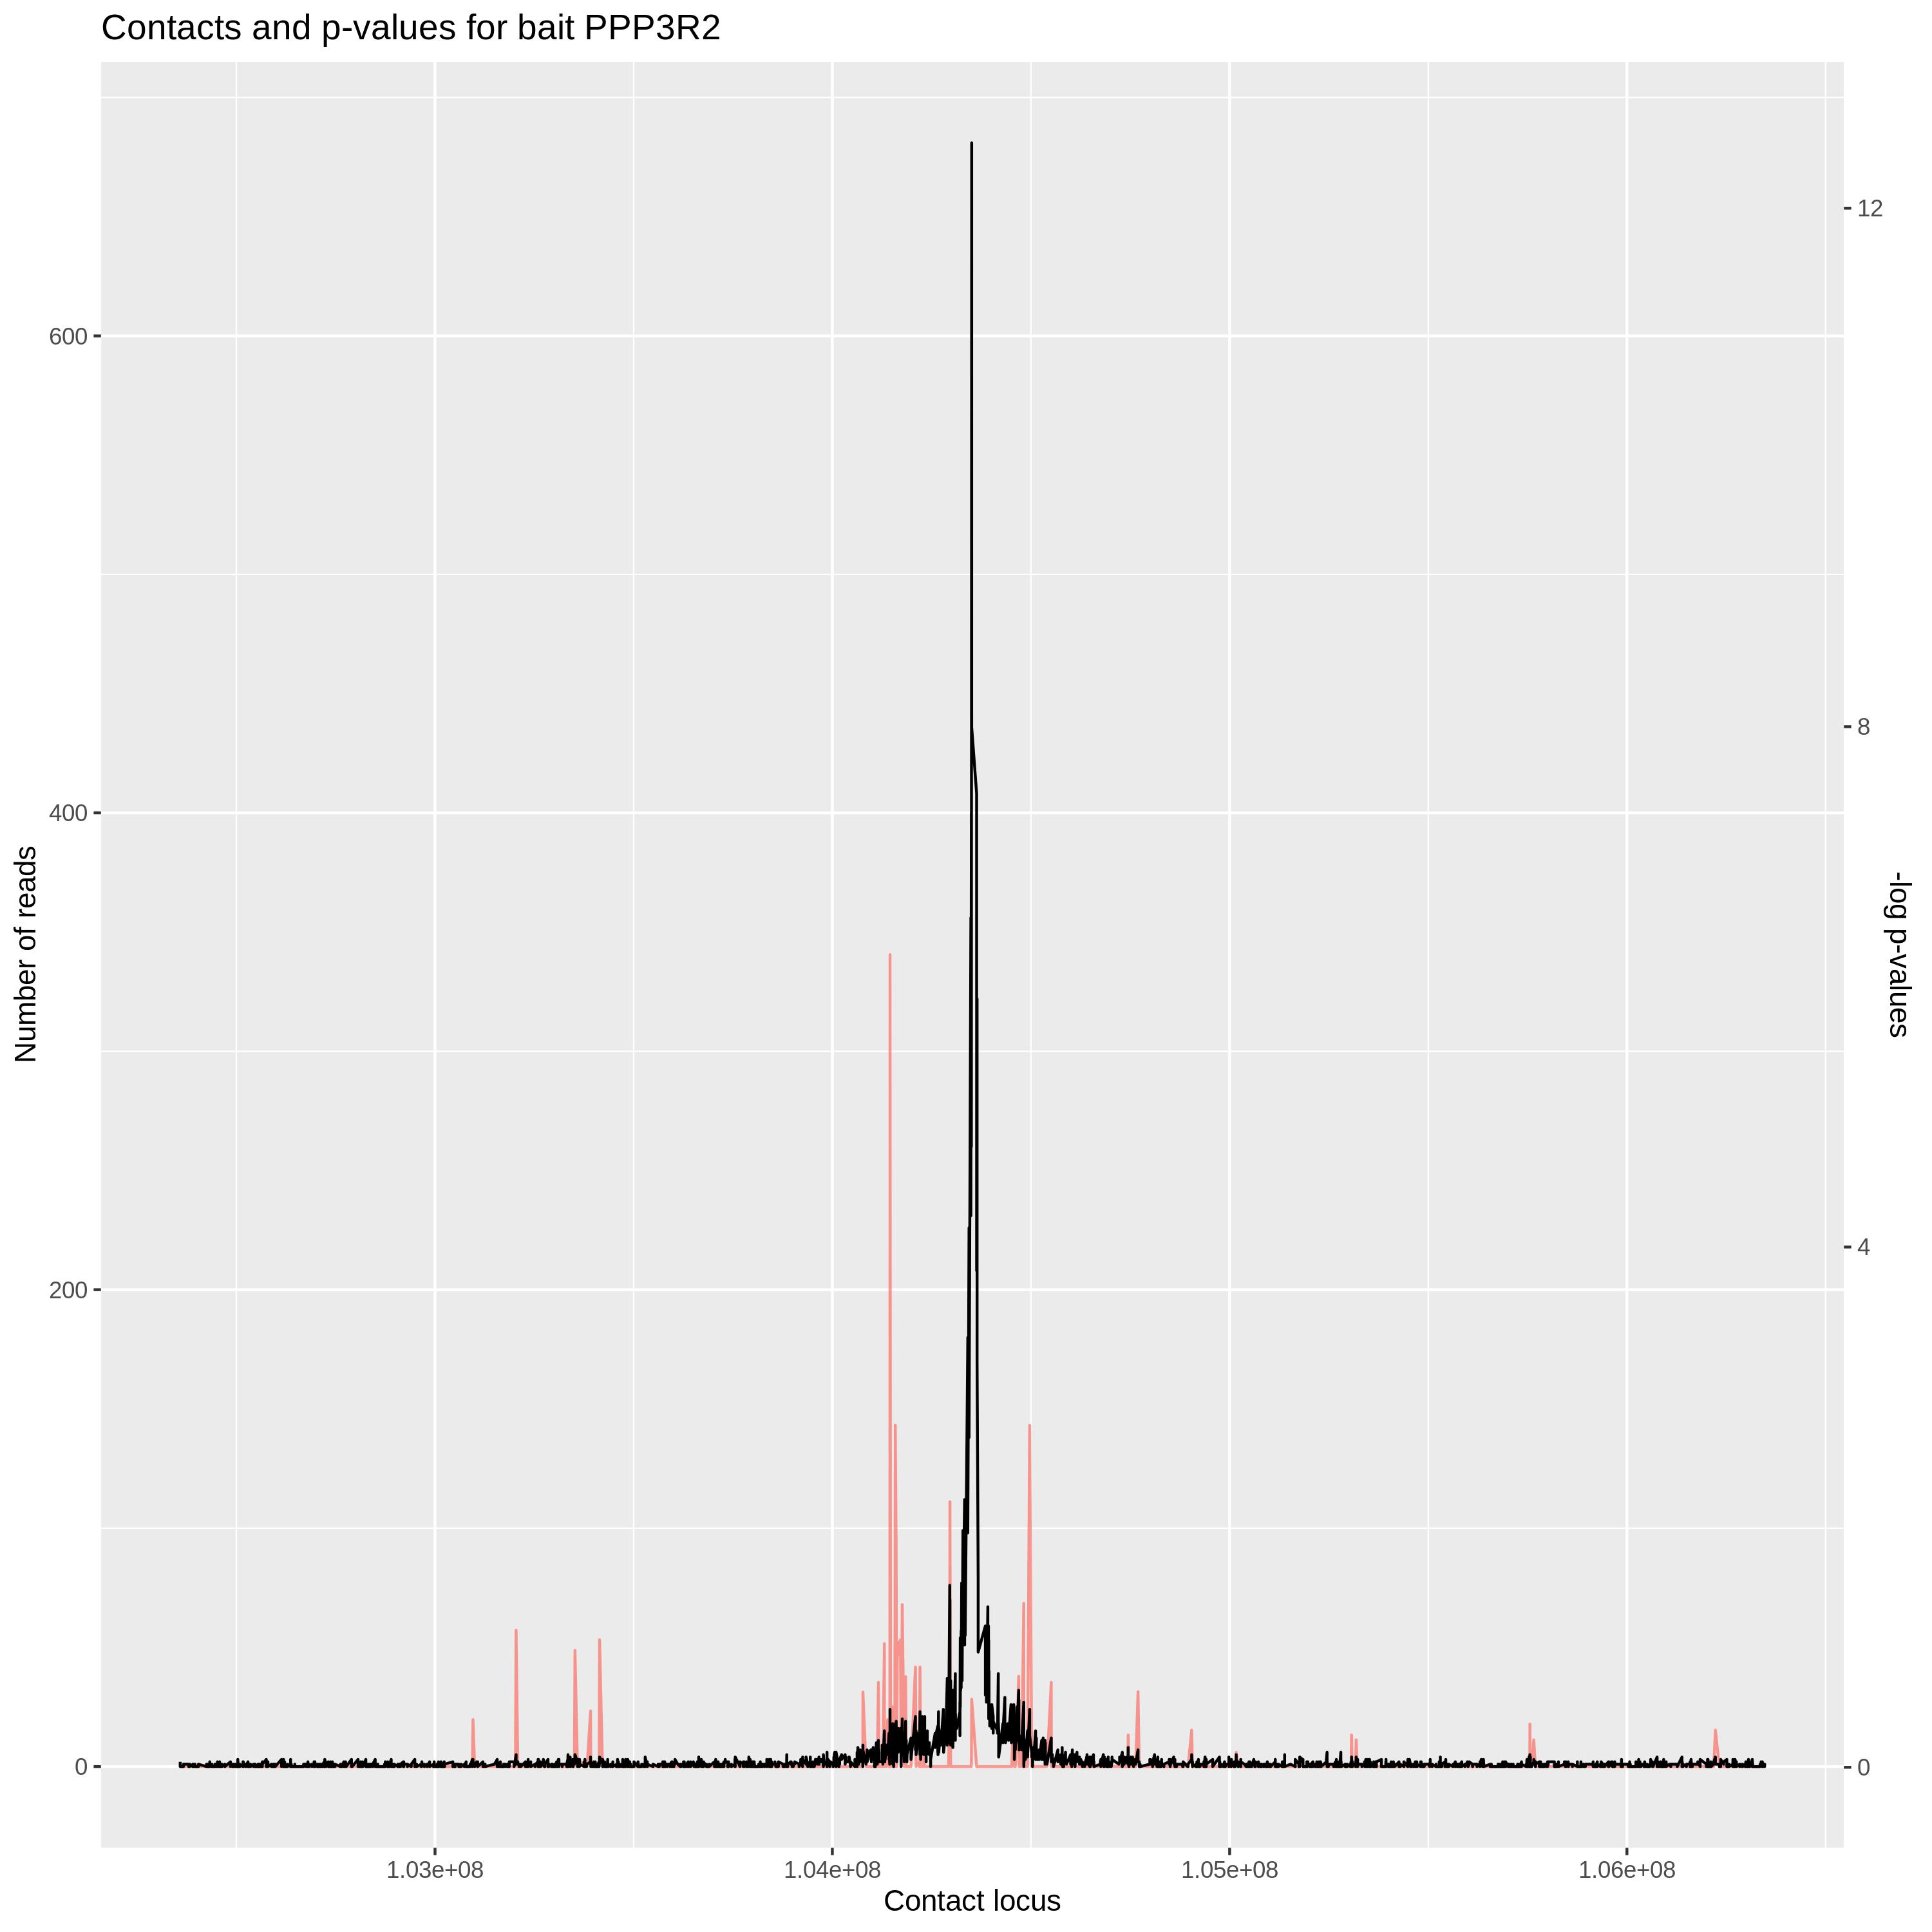 Contacts and p-values for bait PPP3R2
12
600
8
400
Number of reads
-log p-values
4
200
0
0
1.03e+08
1.04e+08
1.05e+08
1.06e+08
Contact locus